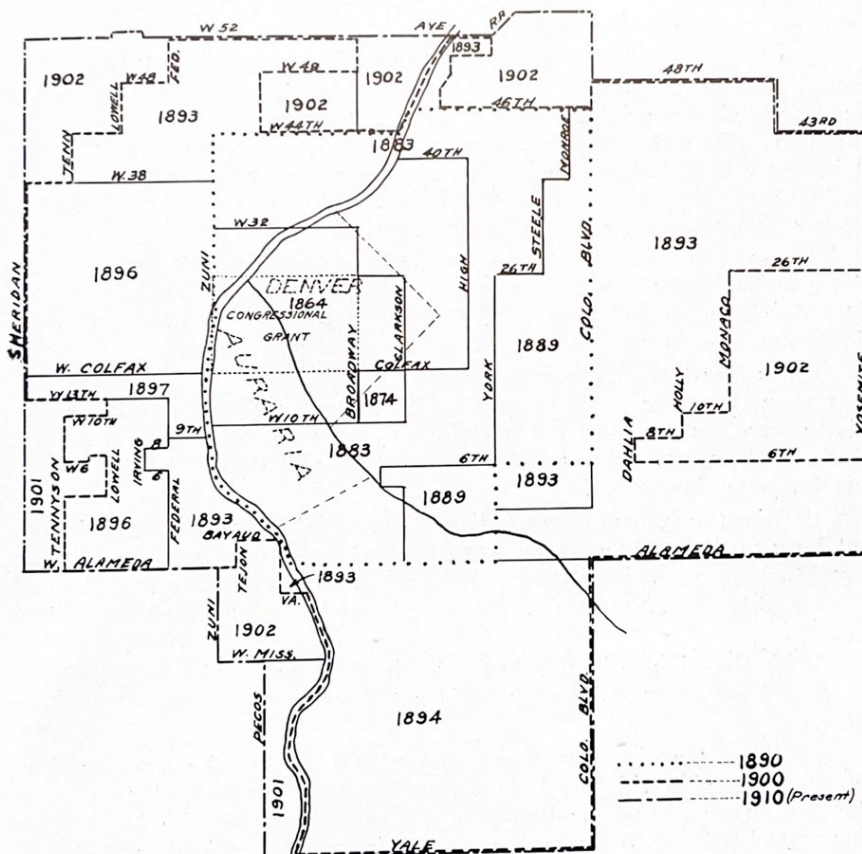 W 52
AVE
R.R.
1893
1902
FED.
W 48
LOWELL
1893
TENN
W 48
1902
W 44TH
1902
1902
46TH
48TH
43RD
1883
40TH
MONROE
STEELE
W. 38
ZUNI
W 32
HIGH
COLO. BLVD.
1893
SHERIDAN
1896
DENVER
1864
CONGRESSIONAL
GRANT
AURARIA
BROADWAY
CLARKSON
26TH
YORK
1889
26TH
MONACO
1902
YOSEMITE
W. COLFAX
COLFAX
1874
W 13TH
1897
W 10TH
W 10TH
9TH
1883
HOLLY
10TH
DAHLIA
8TH
6TH
6TH
1901
W. TENNYSON
W 6
LOWELL
IRVING
8
6
FEDERAL
1896
1893
1889
1893
BAYAUD
W. ALAMEDA
TEJON
ALAMEDA
1893
VA.
ZUNI
1902
W. MISS.
PECOS
1894
COLO. BLVD.
1901
YALE
1890
1900
1910 (Present)